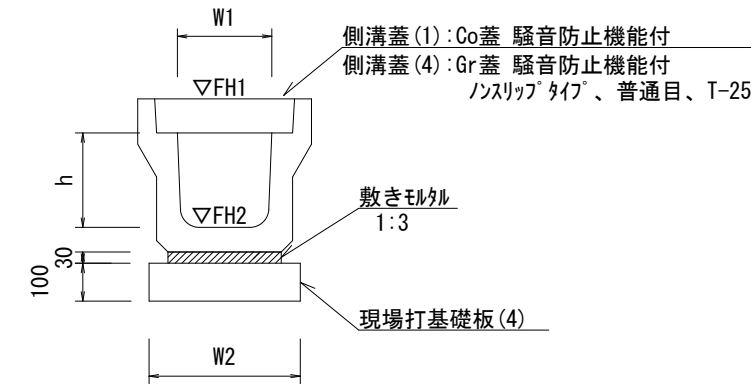 W1
側溝蓋(1):Co蓋 騒音防止機能付
側溝蓋(4):Gr蓋 騒音防止機能付
ﾉﾝｽﾘｯﾌﾟﾀｲﾌﾟ、普通目、T-25
▽FH1
h
▽FH2
敷きﾓﾙﾀﾙ
1:3
30
100
現場打基礎板(4)
W2